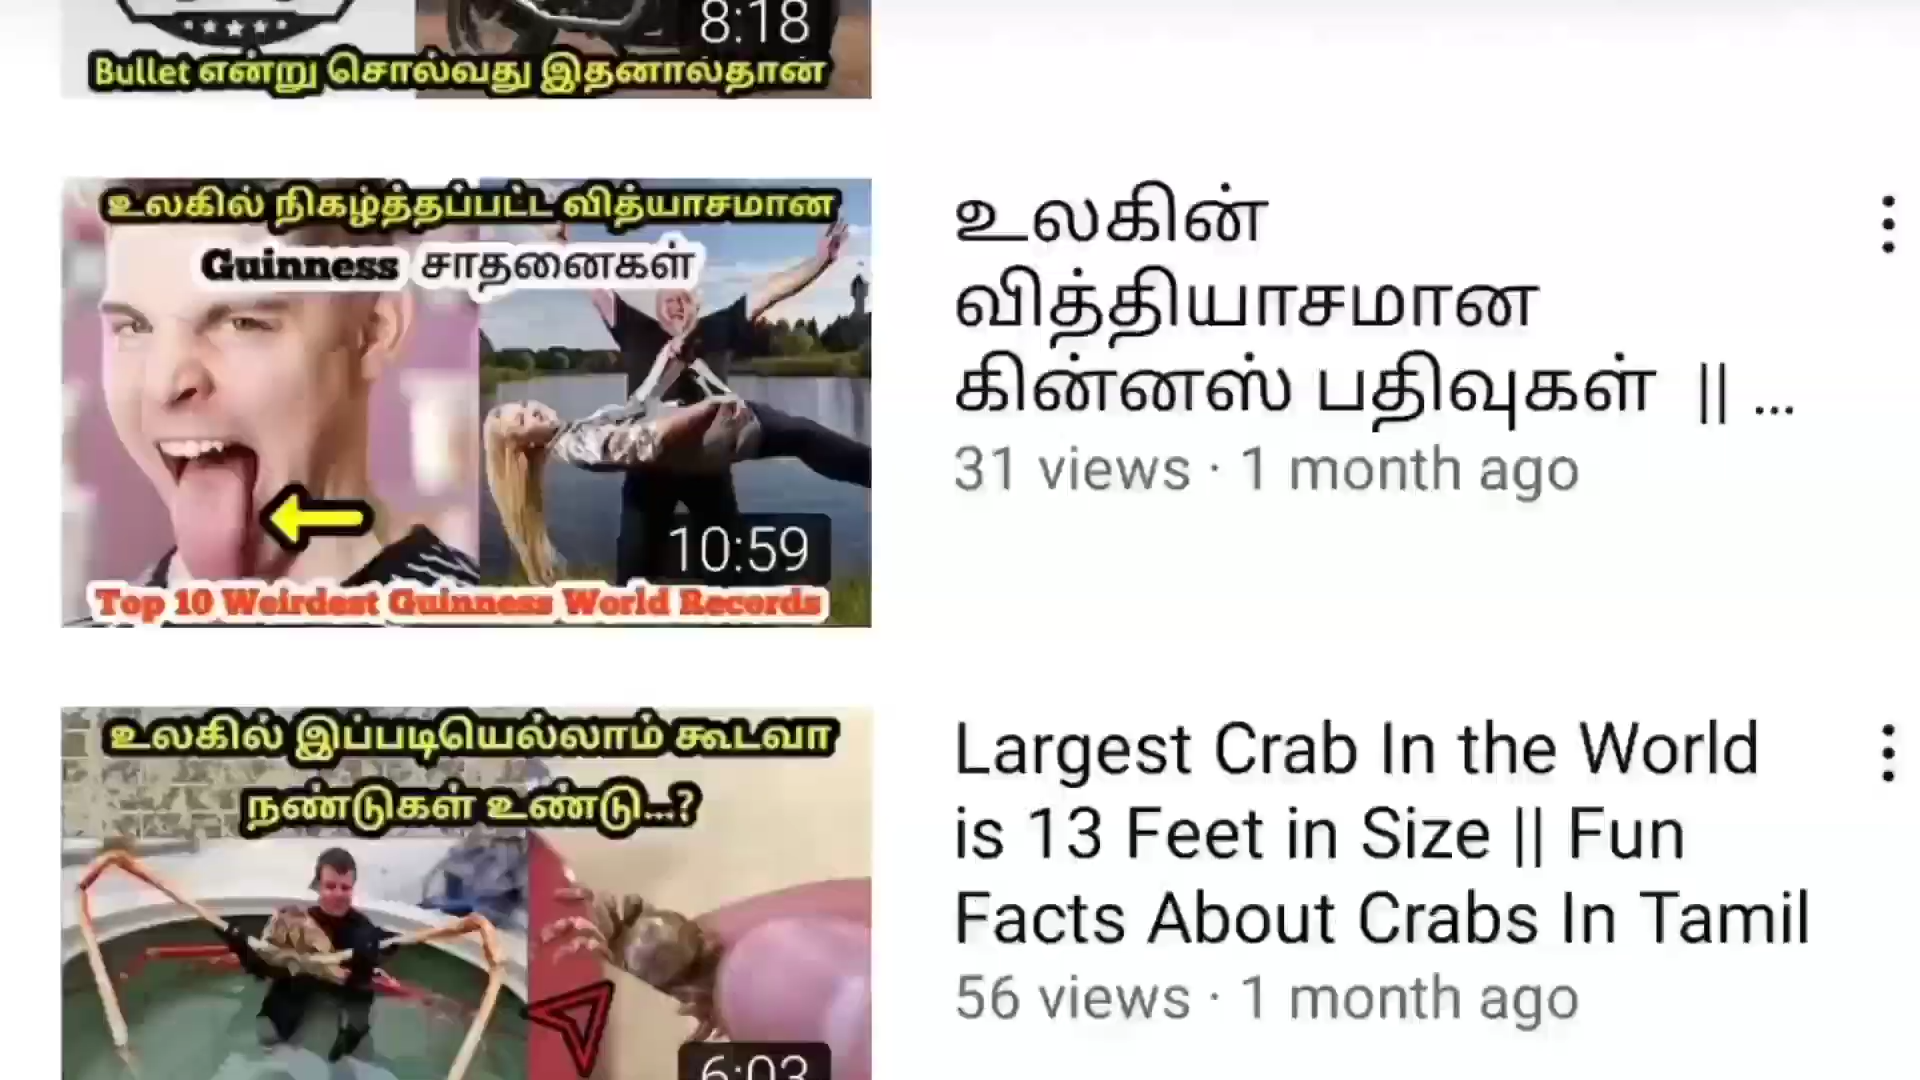 8:18
Bullet என்று சொல்வது இதனால்தான்
உலகில் நிகழ்த்தப்பட்ட வித்யாசமான
Guinness சாதனைகள்
10:59
Top 10 Weirdest Guinness World Records
உலகின்
வித்தியாசமான
கின்னஸ் பதிவுகள் || ...
31 views · 1 month ago
உலகில் இப்படியெல்லாம் கூடவா
நண்டுகள் உண்டு...?
6:03
Largest Crab In the World
is 13 Feet in Size || Fun
Facts About Crabs In Tamil
56 views · 1 month ago